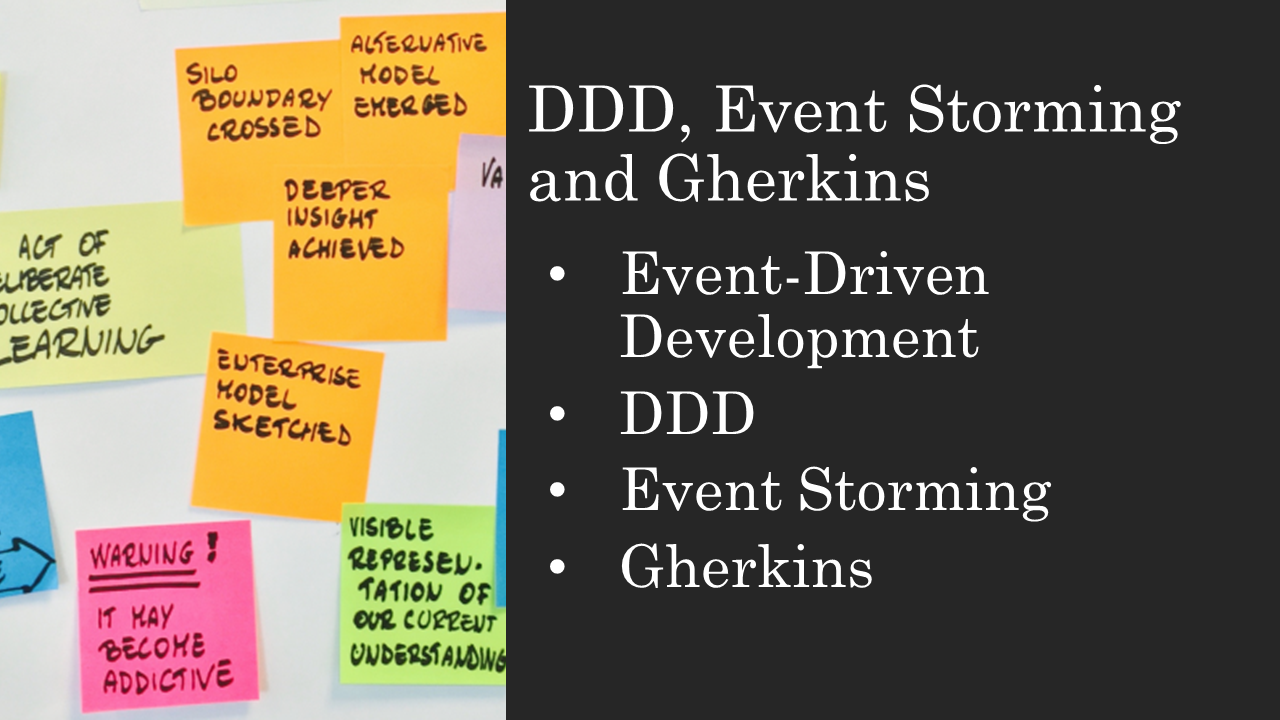 SILO
BOUNDARY
CROSSED
ALTERNATIVE
MODEL
EMERGED
DEEPER
INSIGHT
ACHIEVED
VA
ACT OF
ELIBERATE
OLLECTIVE
LEARNING
ENTERPRISE
MODEL
SKETCHED
WARNING !
IT MAY
BECOME
ADDICTIVE
VISIBLE
REPRESEN.
TATION OF
OUR CURRENT
UNDERSTANDING
DDD, Event Storming
and Gherkins
• Event-Driven
Development
• DDD
• Event Storming
• Gherkins